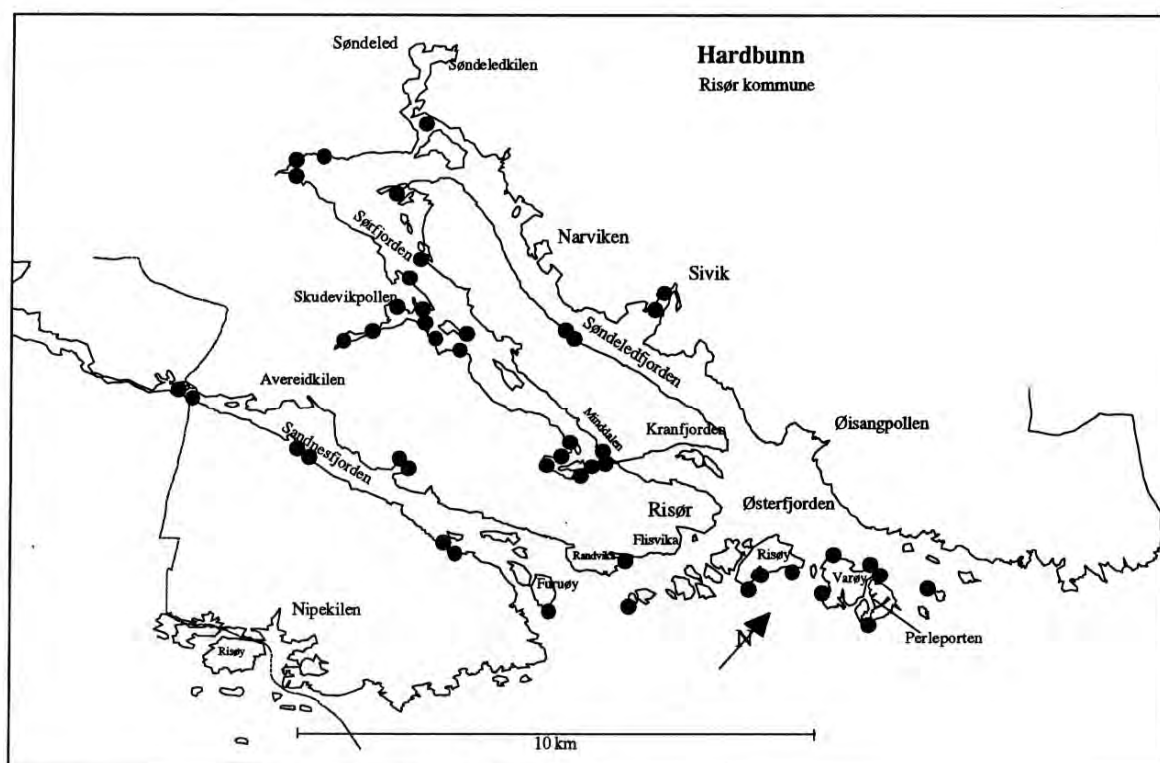 Hardbunn
Risør kommune
Søndeled
Søndeledkilen
Narviken
Sivik
Sørfjorden
Skudevikpollen
Søndeledfjorden
Avereidkilen
Sandnesfjorden
Minddalen
Kranfjorden
Øisangpollen
Risør
Østerfjorden
Flisvika
Randvika
Risøy
Varøy
Furuøy
Perleporten
Nipekilen
Risøy
N
10 km